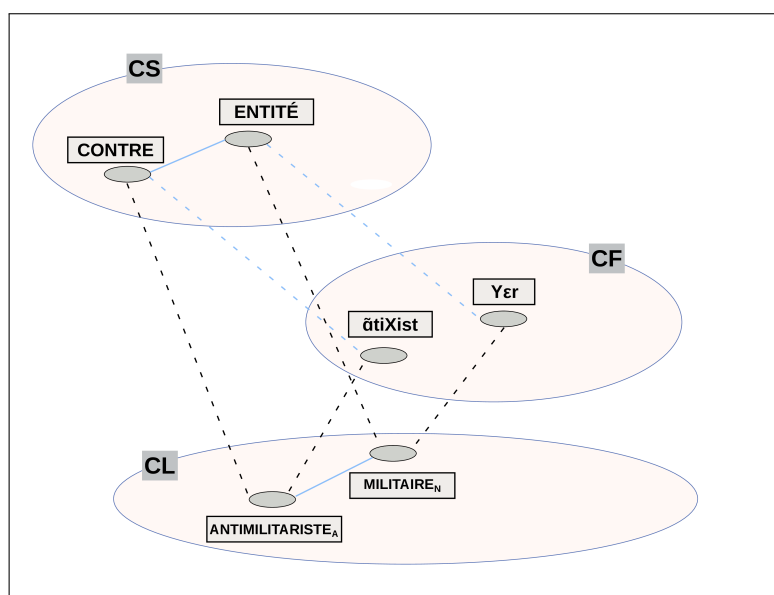 CS
ENTITÉ
CONTRE
CF
Yɛr
ɑ̃tiXist
CL
MILITAIREN
ANTIMILITARISTEA